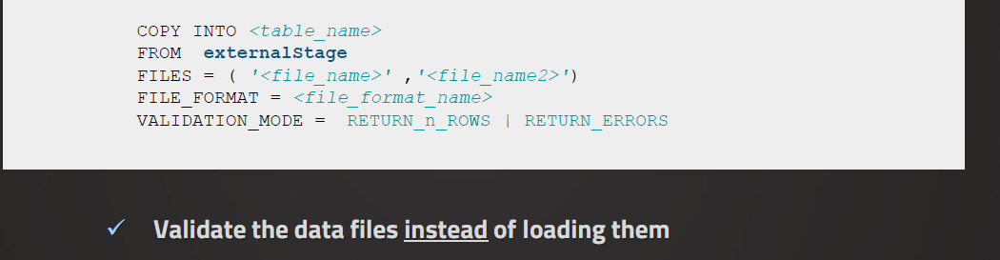 COPY INTO <table_name>
FROM externalStage
FILES = ( '<file_name>' ,'<file_name2>')
FILE_FORMAT = <file_format_name>
VALIDATION_MODE = RETURN_n_ROWS | RETURN_ERRORS
✓ Validate the data files instead of loading them